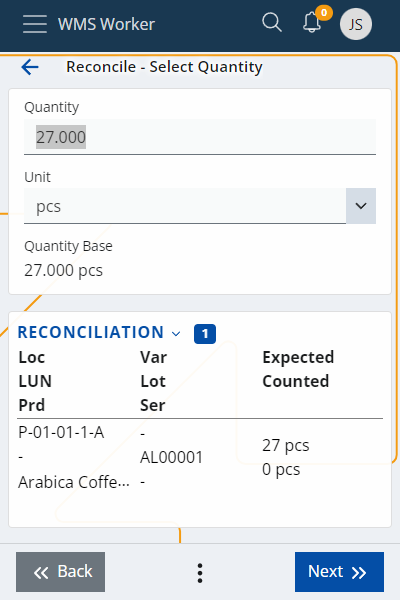 WMS Worker
0
JS
Reconcile - Select Quantity
Quantity
27.000
Unit
pcs
Quantity Base
27.000 pcs
RECONCILIATION 1
Loc Var Expected
LUN Lot Counted
Prd Ser
P-01-01-1-A -
- AL00001
Arabica Coffe... -
27 pcs
0 pcs
Back
Next